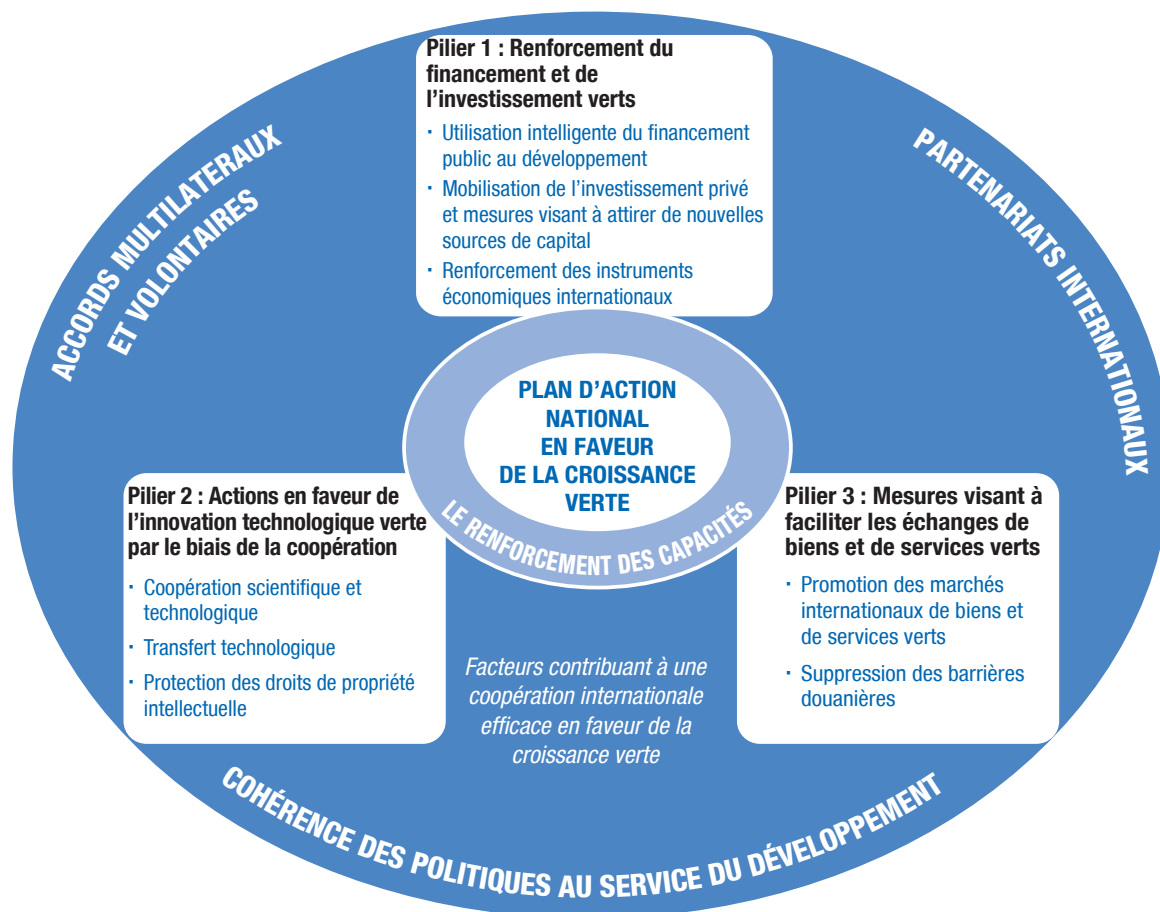 Pilier 1 : Renforcement du
financement et de
l'investissement verts
· Utilisation intelligente du financement
public au développement
· Mobilisation de l'investissement privé
et mesures visant à attirer de nouvelles
sources de capital
· Renforcement des instruments
économiques internationaux
ACCORDS MULTILATERAUX
ET VOLONTAIRES
PARTENARIATS INTERNATIONAUX
PLAN D'ACTION
NATIONAL
EN FAVEUR
DE LA CROISSANCE
VERTE
LE RENFORCEMENT DES CAPACITÉS
Pilier 2 : Actions en faveur de
l'innovation technologique verte
par le biais de la coopération
· Coopération scientifique et
technologique
· Transfert technologique
· Protection des droits de propriété
intellectuelle
Pilier 3 : Mesures visant à
faciliter les échanges de
biens et de services verts
· Promotion des marchés
internationaux de biens et
de services verts
· Suppression des barrières
douanières
Facteurs contribuant à une
coopération internationale
efficace en faveur de la
croissance verte
COHÉRENCE DES POLITIQUES AU SERVICE DU DÉVELOPPEMENT